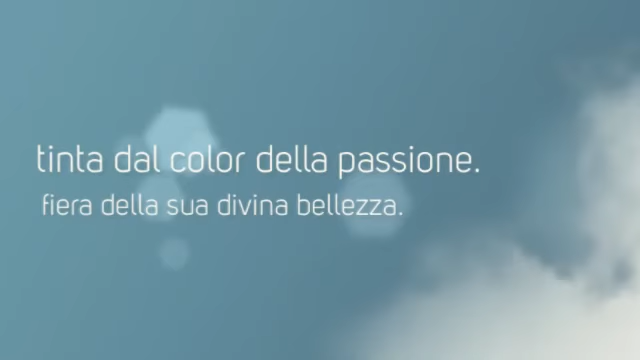 tinta dal color della passione.
fiera della sua divina bellezza.